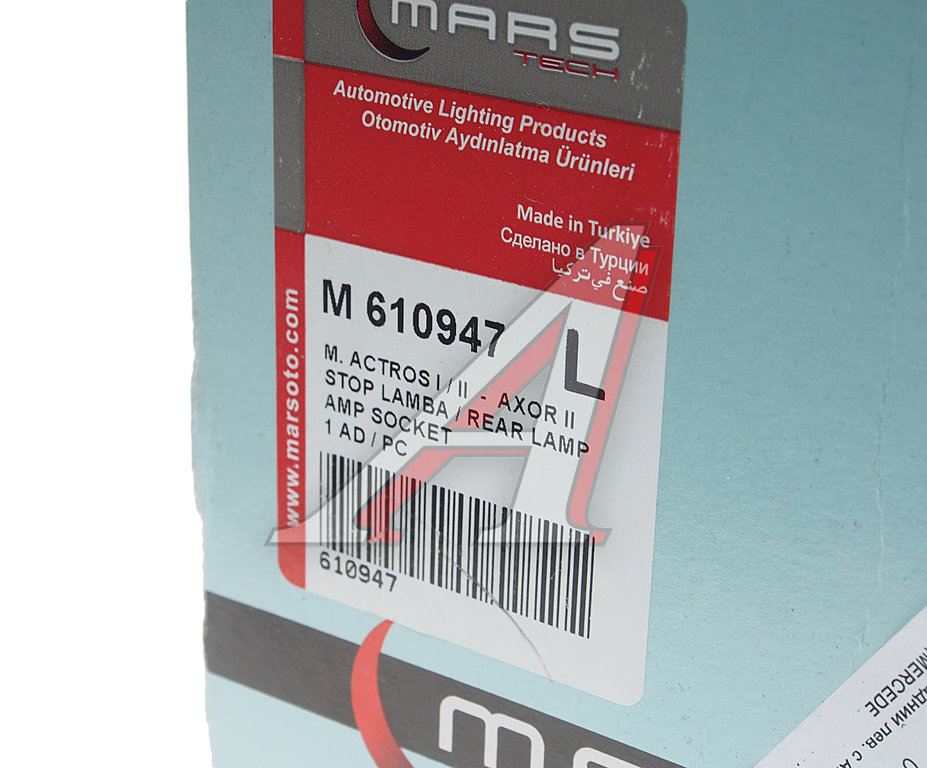 MARS
TECH
Automotive Lighting Products
Otomotiv Aydınlatma Ürünleri
Made in Turkiye
Сделано в Турции
صنع في تركيا
www.marsoto.com
M 610947
L
M. ACTROS I / II - AXOR II
STOP LAMBA / REAR LAMP
AMP SOCKET
1 AD / PC
610947
MERCEDE
лев. с